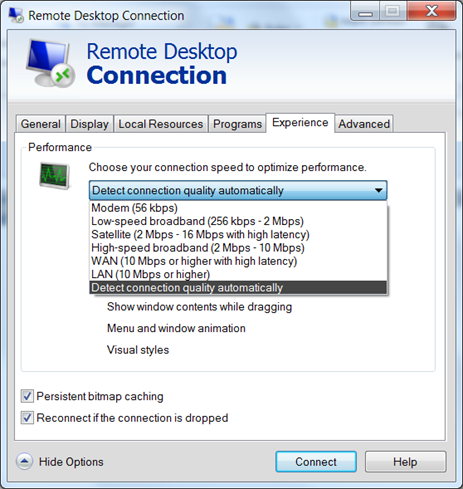 Remote Desktop Connection
Remote Desktop
Connection
General Display Local Resources Programs Experience Advanced
Performance
Choose your connection speed to optimize performance.
Detect connection quality automatically
Modem (56 kbps)
Low-speed broadband (256 kbps - 2 Mbps)
Satellite (2 Mbps - 16 Mbps with high latency)
High-speed broadband (2 Mbps - 10 Mbps)
WAN (10 Mbps or higher with high latency)
LAN (10 Mbps or higher)
Detect connection quality automatically
Show window contents while dragging
Menu and window animation
Visual styles
Persistent bitmap caching
Reconnect if the connection is dropped
Hide Options Connect Help